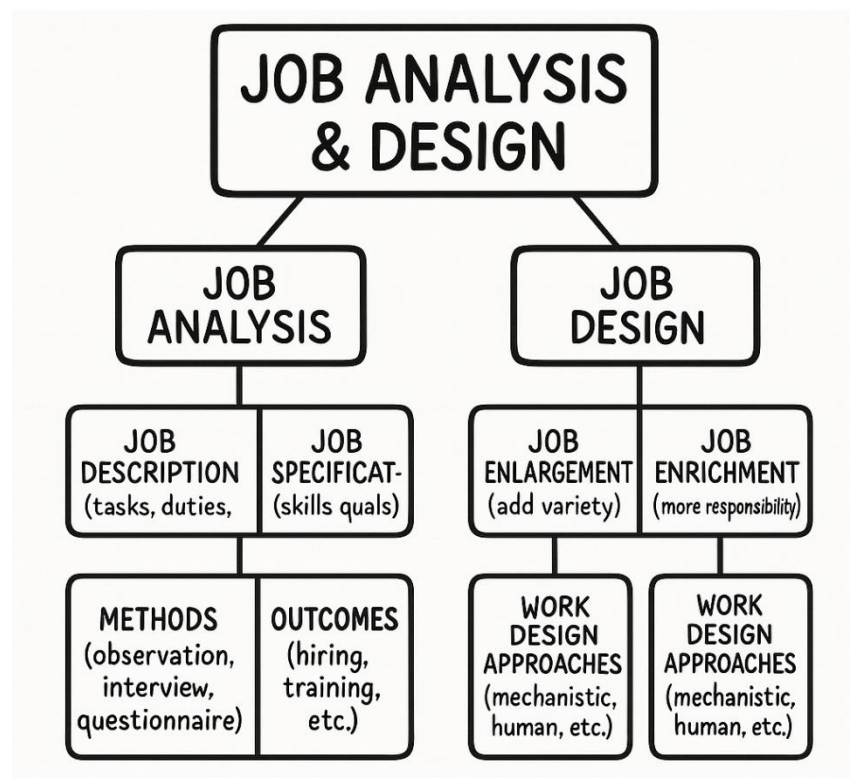 JOB ANALYSIS
& DESIGN
JOB
ANALYSIS
JOB
DESIGN
JOB
DESCRIPTION
(tasks, duties,
JOB
SPECIFICAT-
(skills quals)
JOB
ENLARGEMENT
(add variety)
JOB
ENRICHMENT
(more responsibility)
METHODS
(observation,
interview,
questionnaire)
OUTCOMES
(hiring,
training,
etc.)
WORK
DESIGN
APPROACHES
(mechanistic,
human, etc.)
WORK
DESIGN
APPROACHES
(mechanistic,
human, etc.)